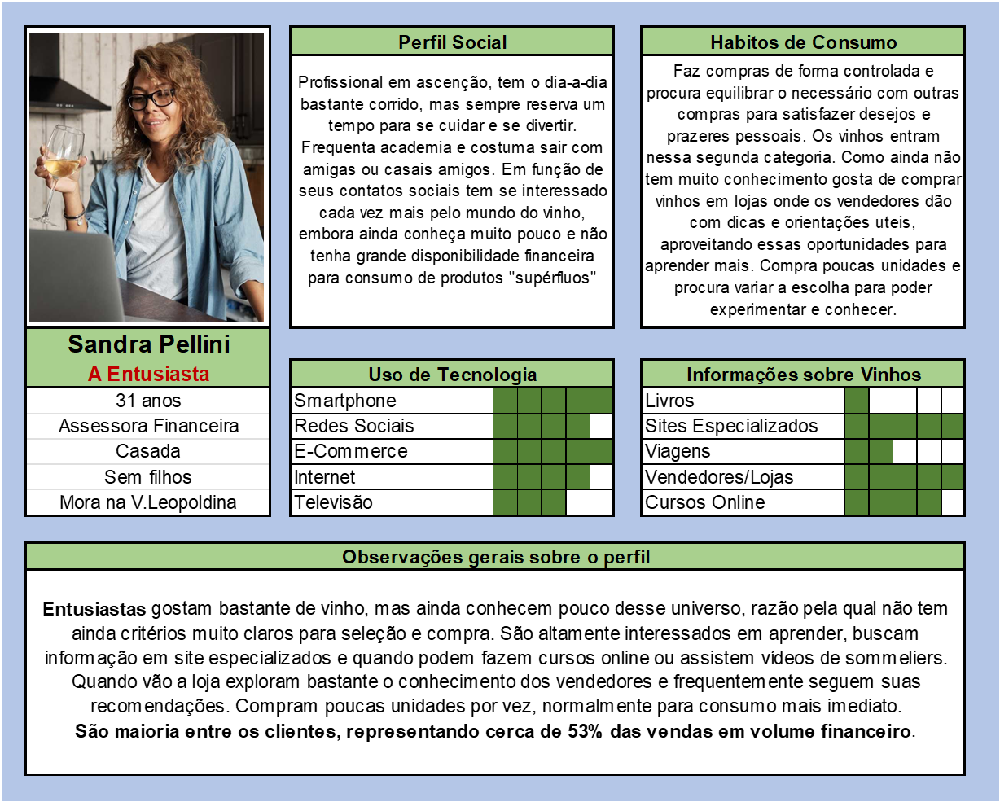 Perfil Social
Profissional em ascenção, tem o dia-a-dia
bastante corrido, mas sempre reserva um
tempo para se cuidar e se divertir.
Frequenta academia e costuma sair com
amigas ou casais amigos. Em função de
seus contatos sociais tem se interessado
cada vez mais pelo mundo do vinho,
embora ainda conheça muito pouco e não
tenha grande disponibilidade financeira
para consumo de produtos "supérfluos"
Habitos de Consumo
Faz compras de forma controlada e
procura equilibrar o necessário com outras
compras para satisfazer desejos e
prazeres pessoais. Os vinhos entram
nessa segunda categoria. Como ainda não
tem muito conhecimento gosta de comprar
vinhos em lojas onde os vendedores dão
com dicas e orientações uteis,
aproveitando essas oportunidades para
aprender mais. Compra poucas unidades e
procura variar a escolha para poder
experimentar e conhecer.
Sandra Pellini
A Entusiasta
31 anos
Assessora Financeira
Casada
Sem filhos
Mora na V.Leopoldina
Uso de Tecnologia
Smartphone
Redes Sociais
E-Commerce
Internet
Televisão
Informações sobre Vinhos
Livros
Sites Especializados
Viagens
Vendedores/Lojas
Cursos Online
Observações gerais sobre o perfil
Entusiastas gostam bastante de vinho, mas ainda conhecem pouco desse universo, razão pela qual não tem
ainda critérios muito claros para seleção e compra. São altamente interessados em aprender, buscam
informação em site especializados e quando podem fazem cursos online ou assistem vídeos de sommeliers.
Quando vão a loja exploram bastante o conhecimento dos vendedores e frequentemente seguem suas
recomendações. Compram poucas unidades por vez, normalmente para consumo mais imediato.
São maioria entre os clientes, representando cerca de 53% das vendas em volume financeiro.